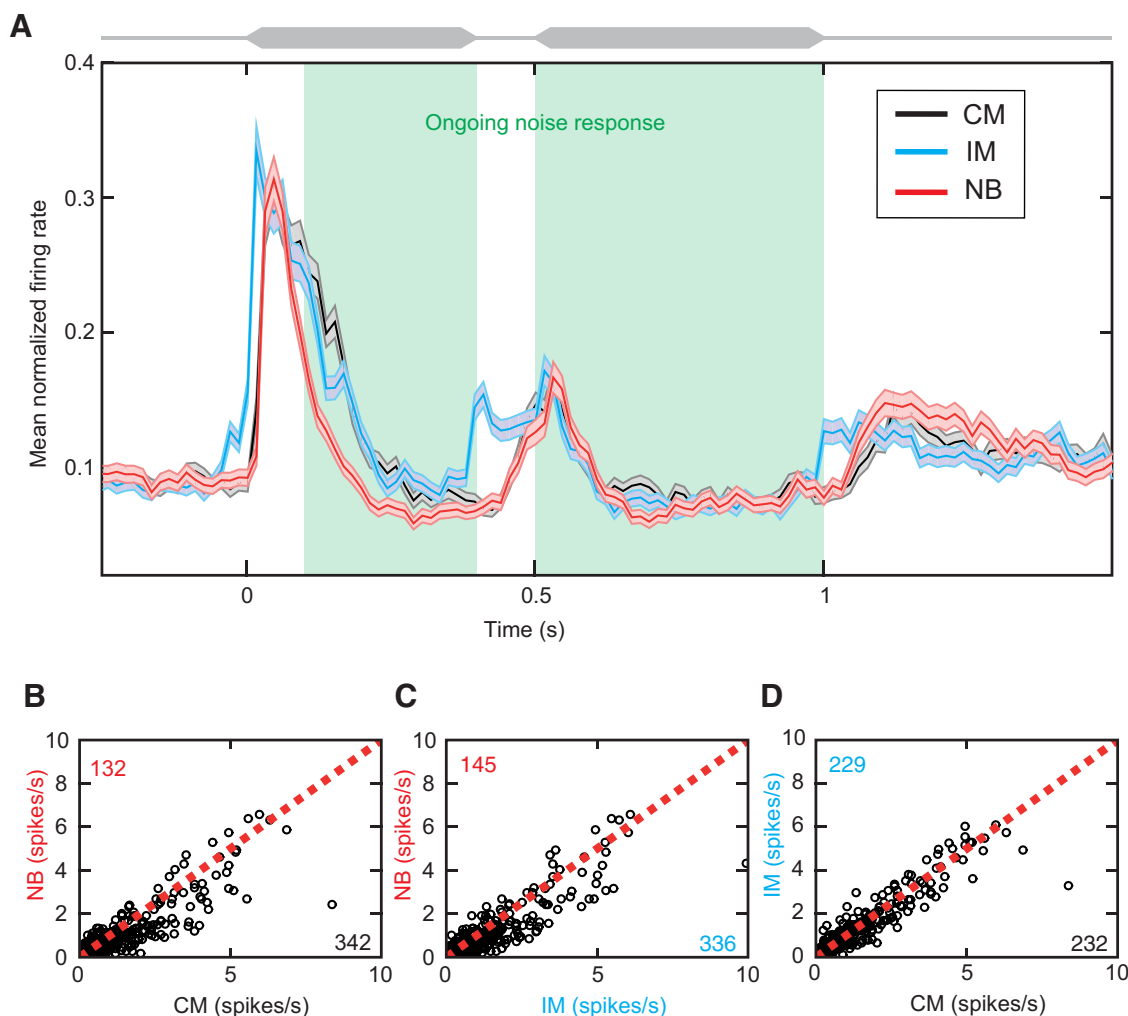 A
0.4
0.3
0.2
0.1
Mean normalized firing rate
Ongoing noise response
CM
IM
NB
0
0.5
1
Time (s)
B
10
8
6
4
2
0
NB (spikes/s)
132
342
0
5
10
CM (spikes/s)
C
10
8
6
4
2
0
NB (spikes/s)
145
336
0
5
10
IM (spikes/s)
D
10
8
6
4
2
0
IM (spikes/s)
229
232
0
5
10
CM (spikes/s)